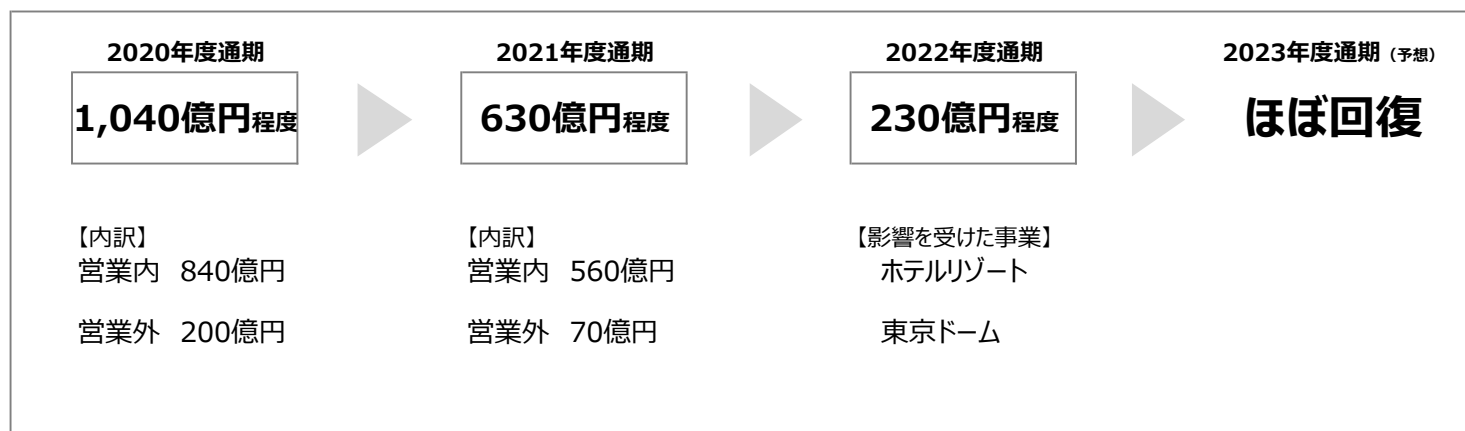 2020年度通期
1,040億円程度
【内訳】
営業内 840億円
営業外 200億円
2021年度通期
630億円程度
【内訳】
営業内 560億円
営業外 70億円
2022年度通期
230億円程度
【影響を受けた事業】
ホテルリゾート
東京ドーム
2023年度通期（予想）
ほぼ回復